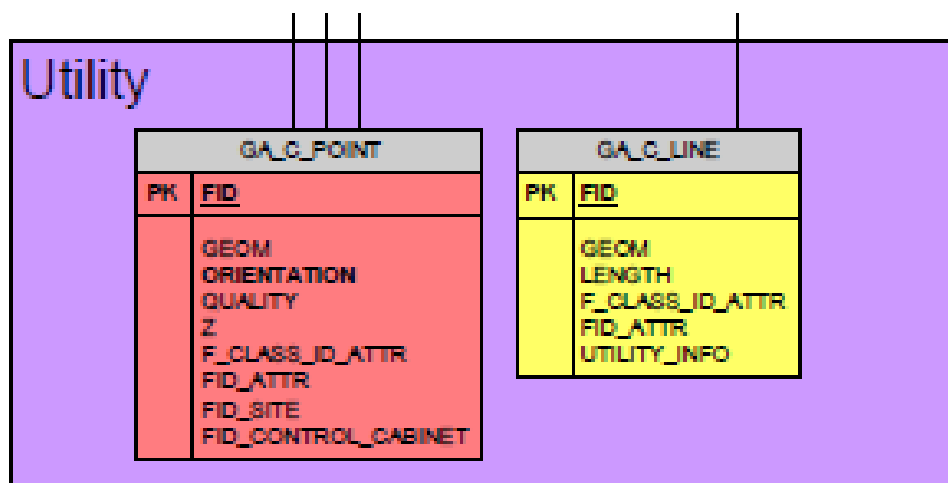 Utility
GA_C_POINT
PK FID
GEOM
ORIENTATION
QUALITY
Z
F_CLASS_ID_ATTR
FID_ATTR
FID_SITE
FID_CONTROL_CABINET
GA_C_LINE
PK FID
GEOM
LENGTH
F_CLASS_ID_ATTR
FID_ATTR
UTILITY_INFO